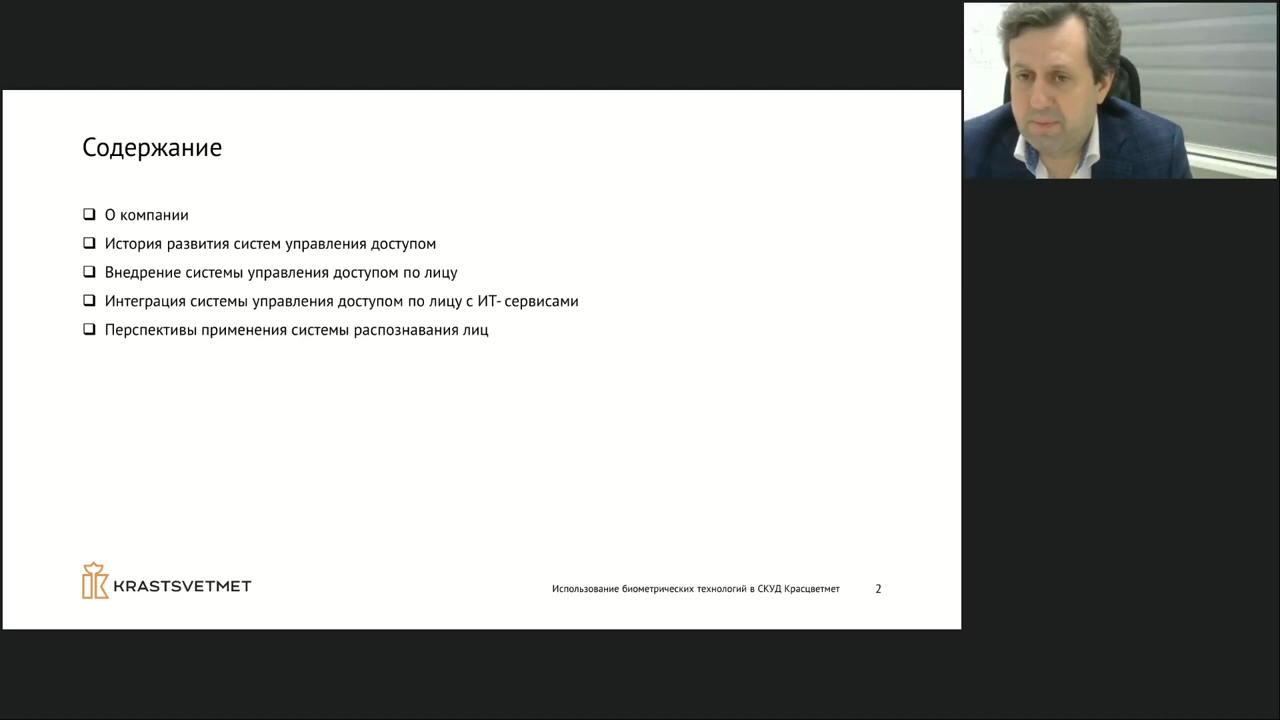 Содержание
О компании
История развития систем управления доступом
Внедрение системы управления доступом по лицу
Интеграция системы управления доступом по лицу с ИТ- сервисами
Перспективы применения системы распознавания лиц
KRASTSVETMET
Использование биометрических технологий в СКУД Красцветмет
2